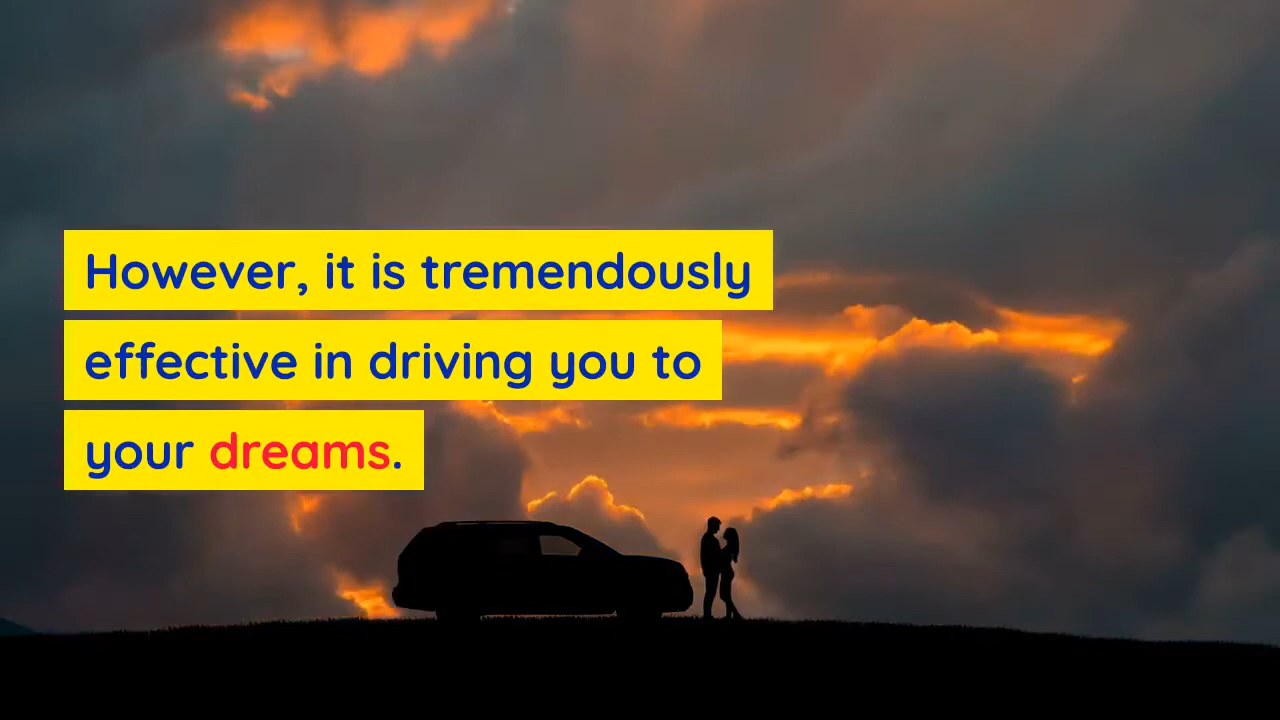 However, it is tremendously
effective in driving you to
your dreams.